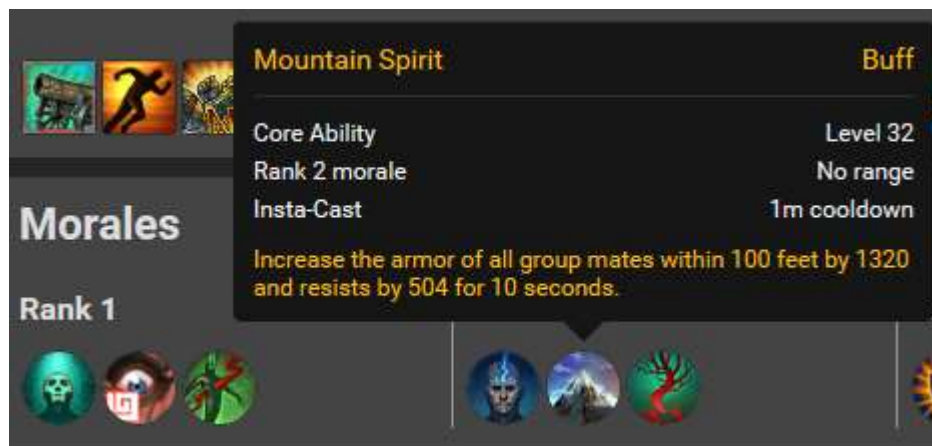 Mountain Spirit Buff
Core Ability Level 32
Rank 2 morale No range
Insta-Cast 1m cooldown
Increase the armor of all group mates within 100 feet by 1320
and resists by 504 for 10 seconds.
Morales
Rank 1